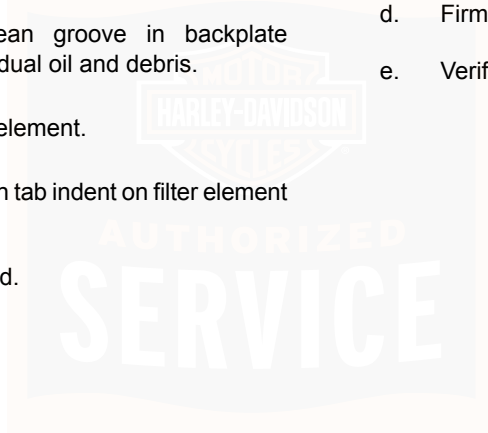 ean groove in backplate
dual oil and debris.
element.
n tab indent on filter element
d.
d. Firm
e. Verif
MOTOR
HARLEY-DAVIDSON
CYCLES
AUTHORIZED
SERVICE